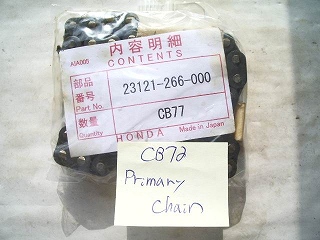 内容明細
ASA005
CONTENTS
部品番号
Part No.
23121-266-000
数量
Quantity
CB77
HONDA
Made in Japan
CB72
Primary
Chain